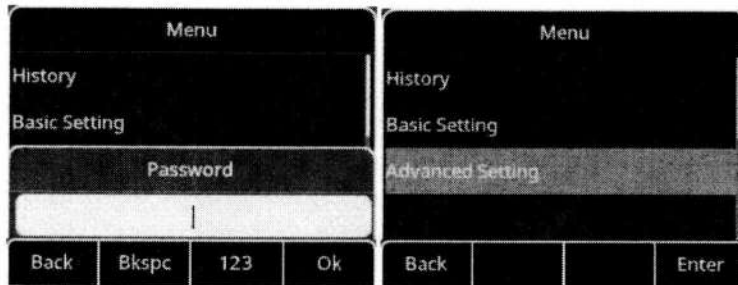 Menu
History
Basic Setting
Password
Back Bkspc 123 Ok
Menu
History
Basic Setting
Advanced Setting
Back Enter